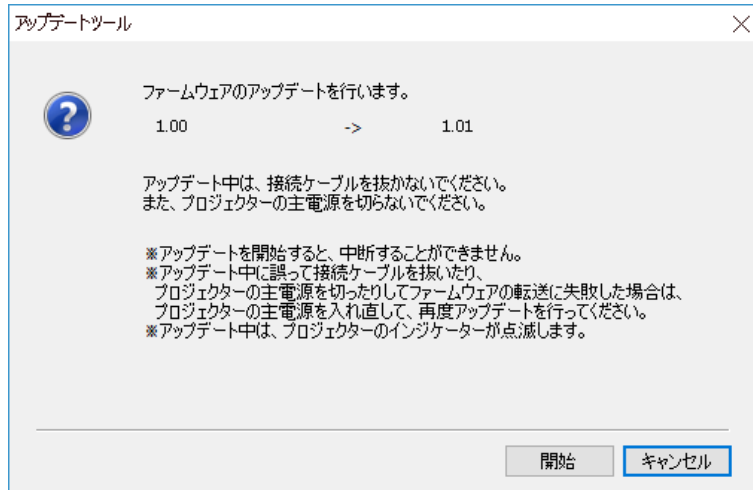 アップデートツール
ファームウェアのアップデートを行います。
1.00 -> 1.01
アップデート中は、接続ケーブルを抜かないでください。
また、プロジェクターの主電源を切らないでください。
※アップデートを開始すると、中断することができません。
※アップデート中に誤って接続ケーブルを抜いたり、
プロジェクターの主電源を切ったりしてファームウェアの転送に失敗した場合は、
プロジェクターの主電源を入れ直して、再度アップデートを行ってください。
※アップデート中は、プロジェクターのインジケーターが点滅します。
開始 キャンセル